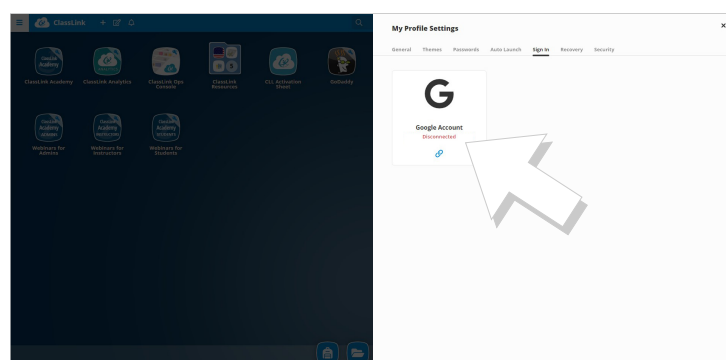 ClassLink
My Profile Settings
General Themes Passwords Auto Launch Sign In Recovery Security
Google Account
Disconnected
ClassLink Academy
ClassLink Analytics
ClassLink Ops
Console
ClassLink
Resources
CLL Activation
Sheet
GoBuddy
Webinars for
Admins
Webinars for
Instructors
Webinars for
Students